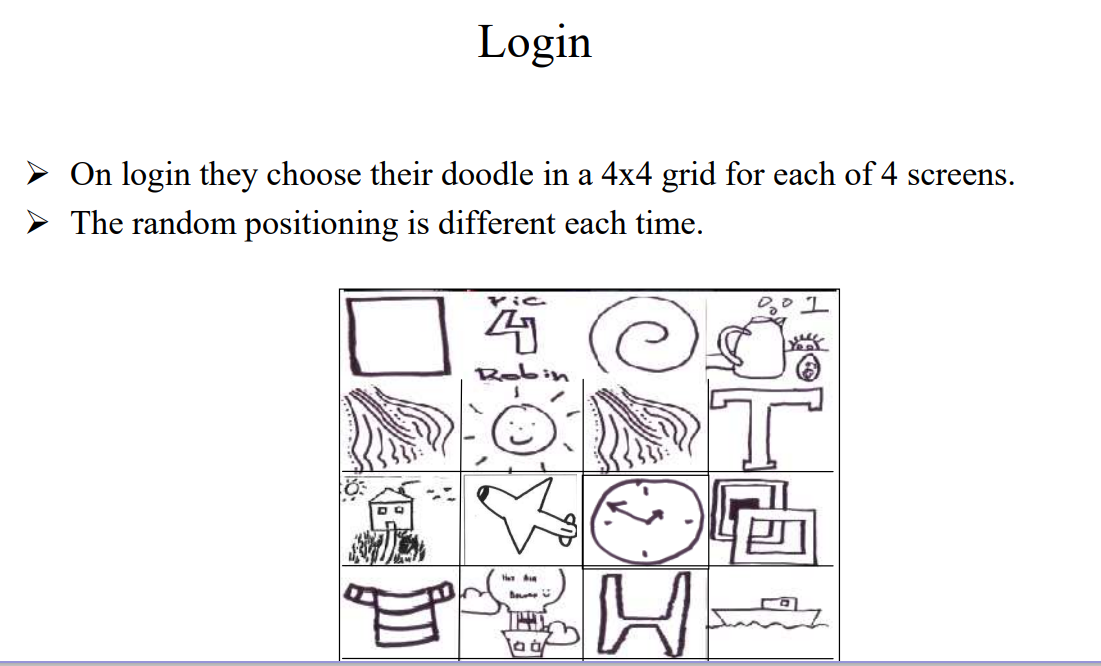 Login
➢ On login they choose their doodle in a 4x4 grid for each of 4 screens.
➢ The random positioning is different each time.
Pic
4
Robin
1
T
Hot Air
H